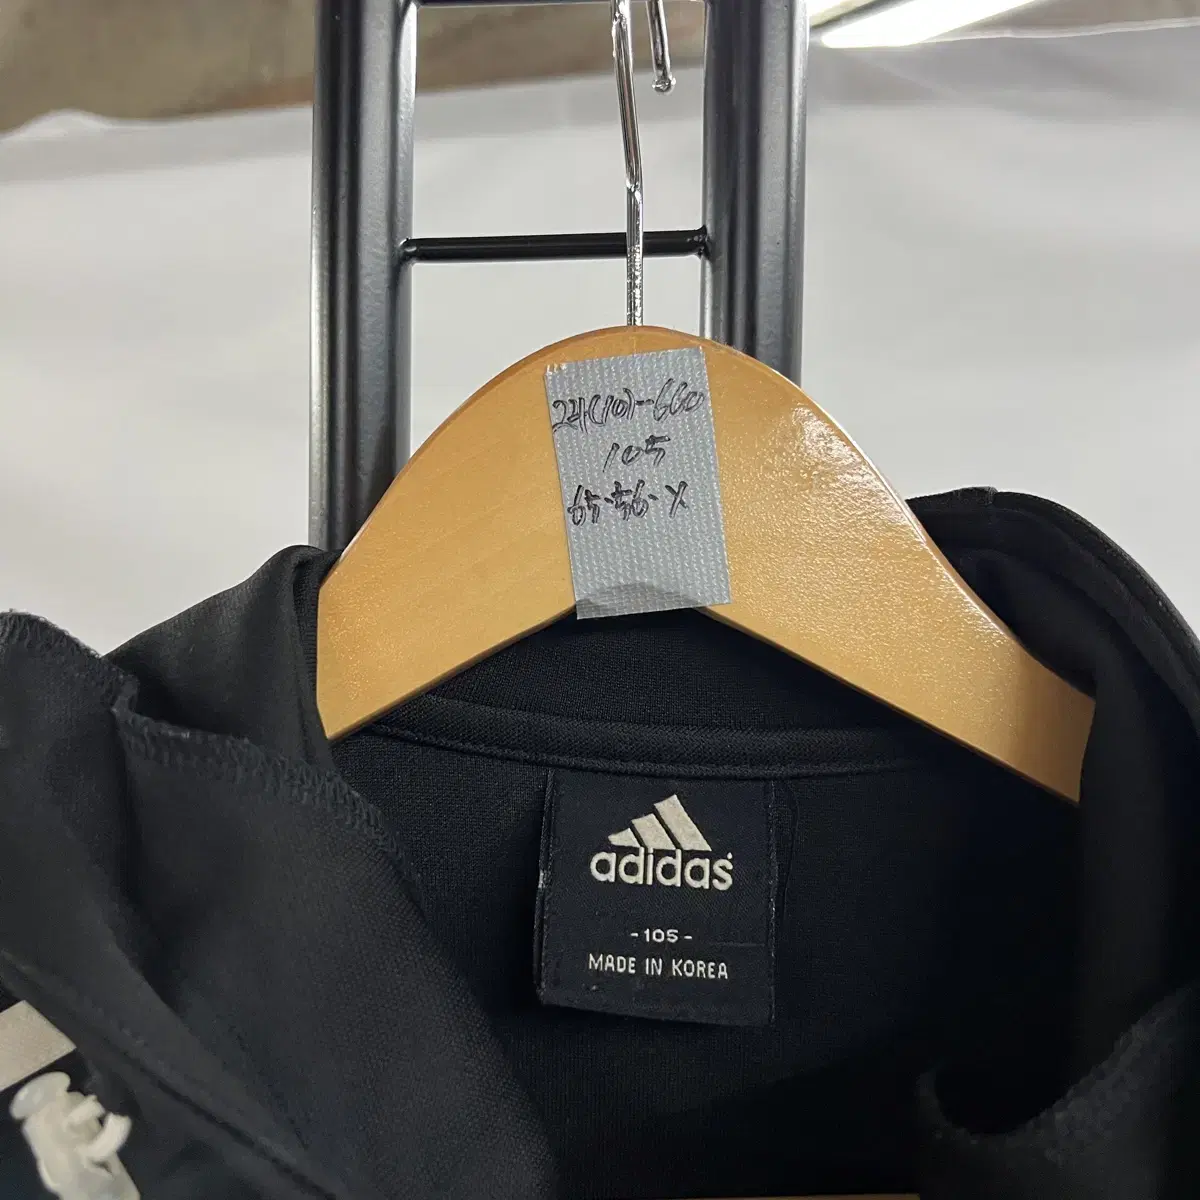 24(10)-660
105
65·56·X
adidas
-105-
MADE IN KOREA